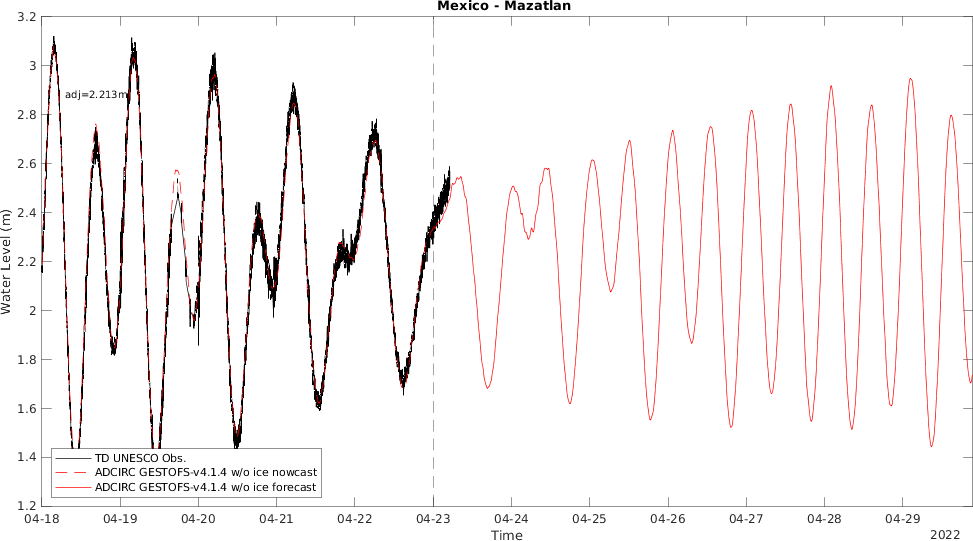 Mexico - Mazatlan
3.2
3
2.8
2.6
2.4
2.2
2
1.8
1.6
1.4
1.2
Water Level (m)
adj=2.213m
TD UNESCO Obs.
ADCIRC GESTOFS-v4.1.4 w/o ice nowcast
ADCIRC GESTOFS-v4.1.4 w/o ice forecast
04-18 04-19 04-20 04-21 04-22 04-23 04-24 04-25 04-26 04-27 04-28 04-29
Time
2022